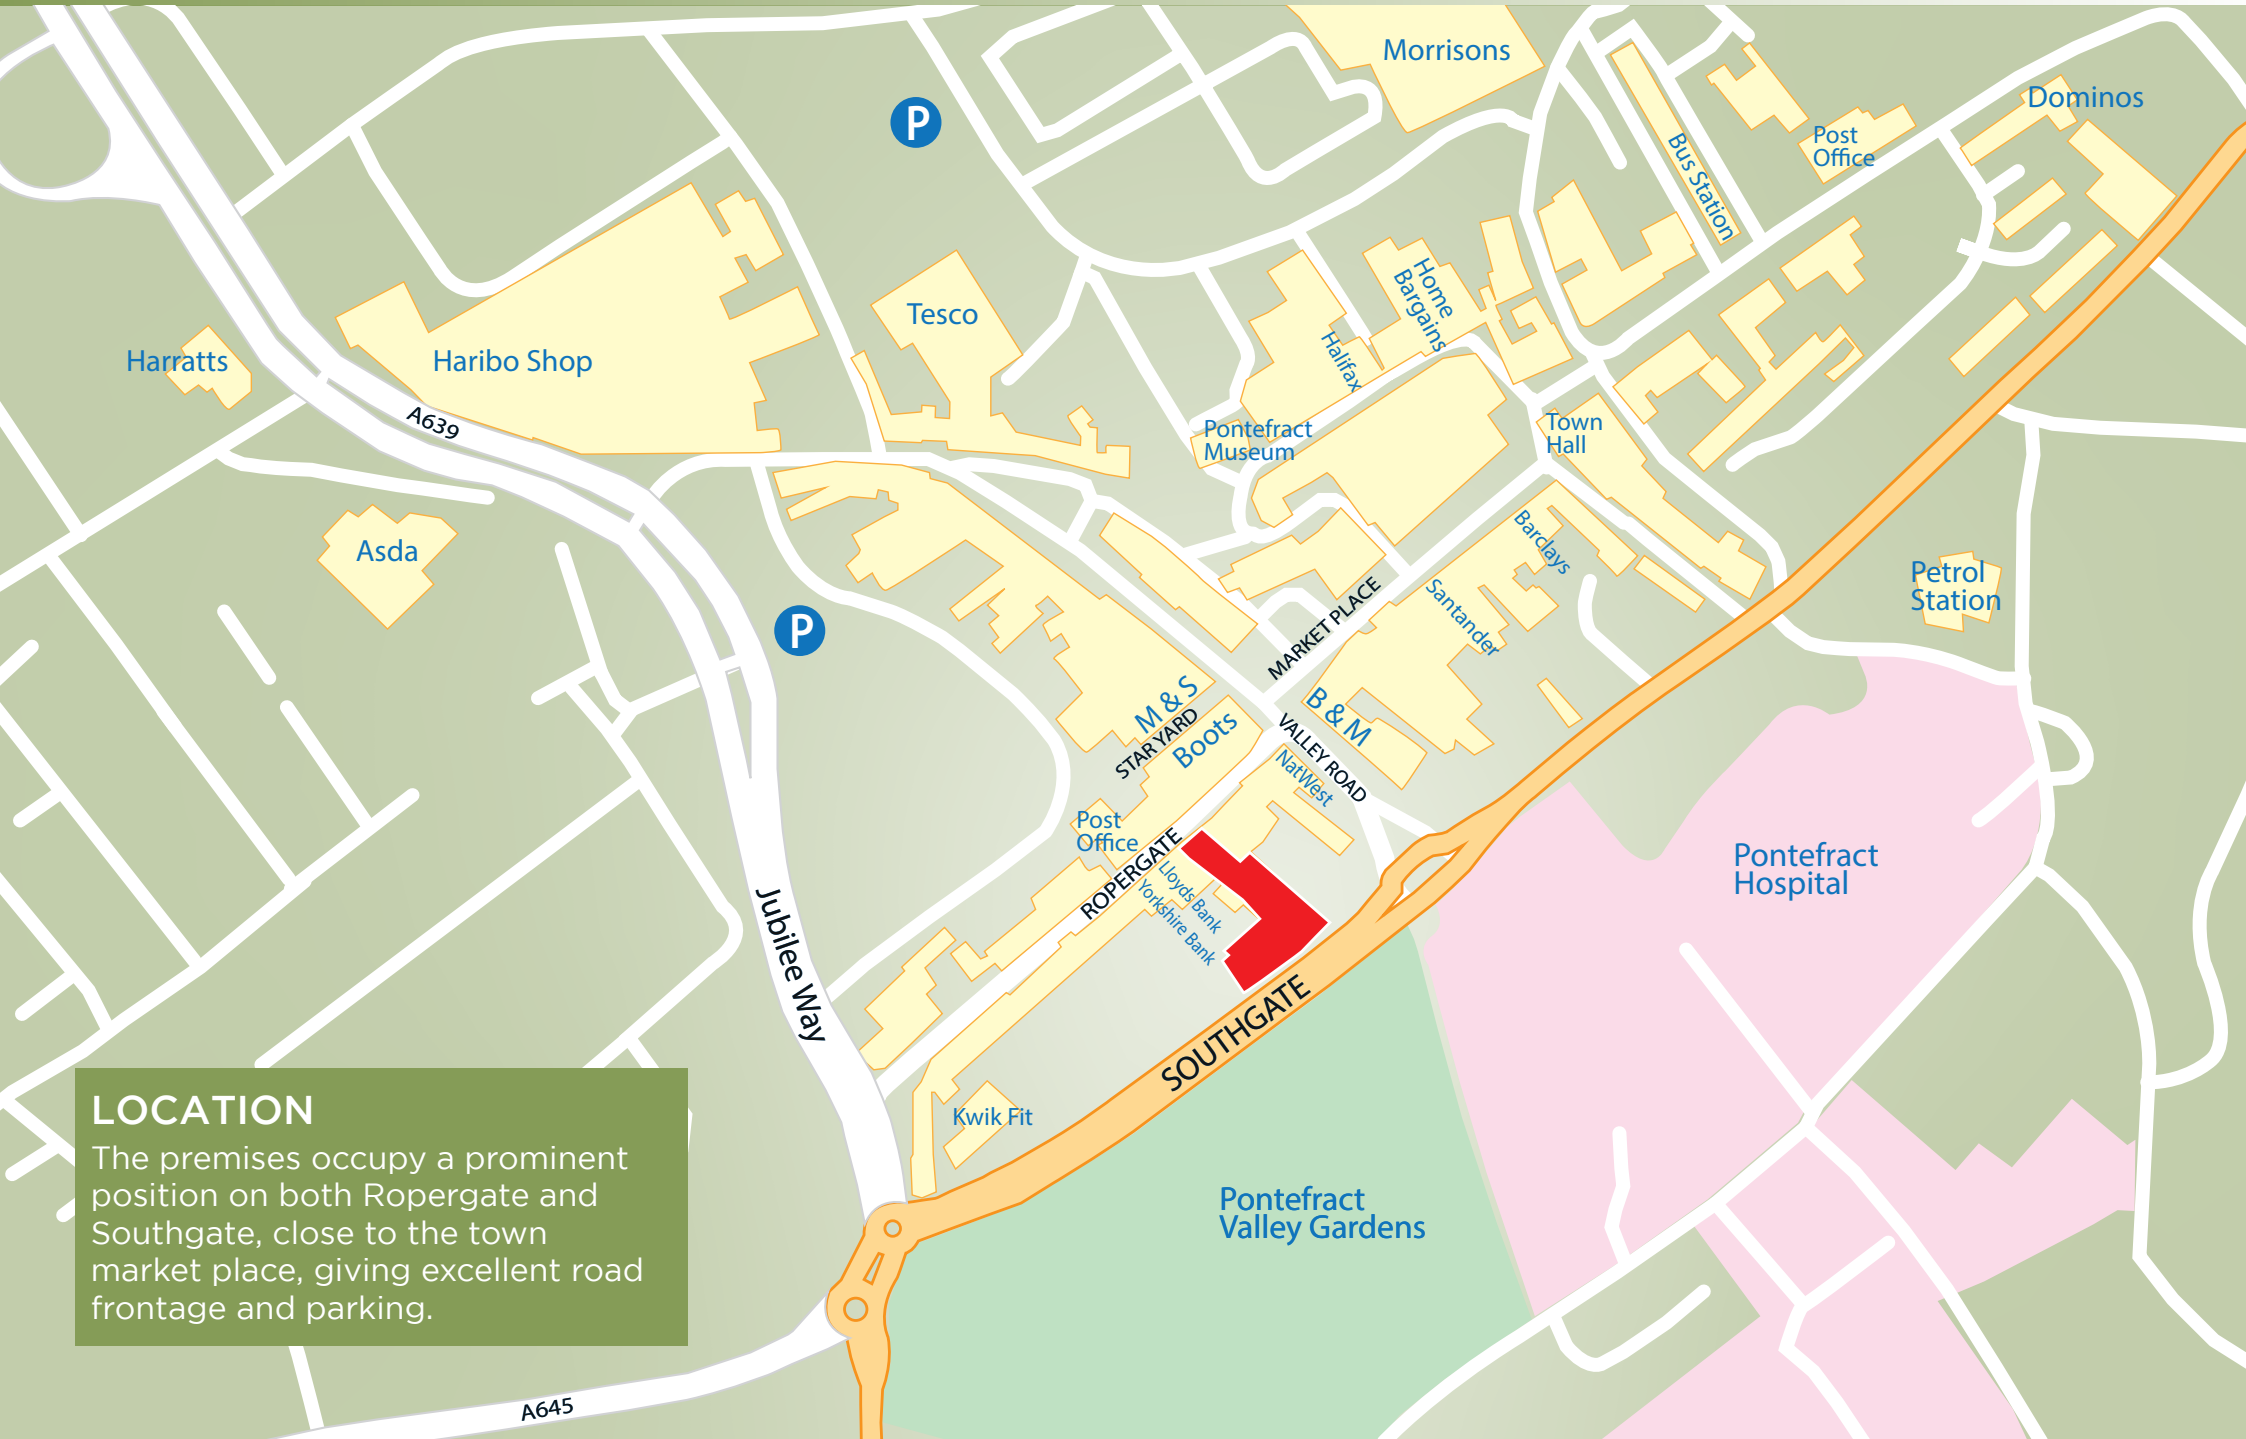 Morrisons
Dominos
P
Post
Office
Bus Station
Home
Bargains
Tesco
Halifax
Harratts
Haribo Shop
A639
Pontefract
Museum
Town
Hall
Barclays
Asda
Petrol
Station
Santander
MARKET PLACE
P
M & S
STAR YARD
Boots
B & M
VALLEY ROAD
NatWest
Post
Office
ROPERGATE
Lloyds Bank
Yorkshire Bank
Pontefract
Hospital
Jubilee Way
SOUTHGATE
Kwik Fit
LOCATION
The premises occupy a prominent
position on both Ropergate and
Southgate, close to the town
market place, giving excellent road
frontage and parking.
Pontefract
Valley Gardens
A645